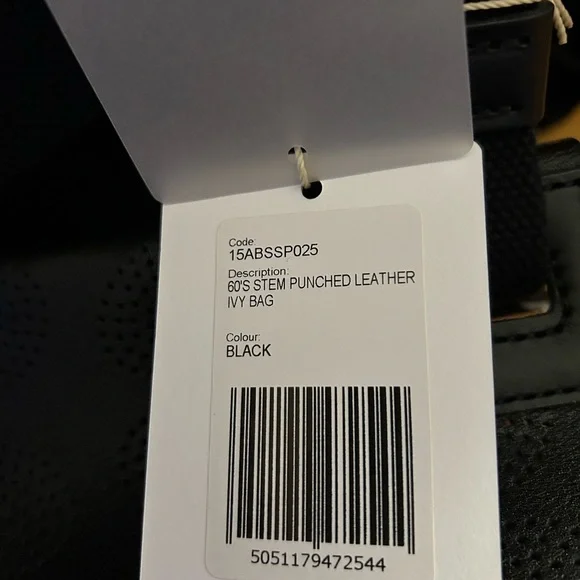 Code:
15ABSSP025
Description:
60'S STEM PUNCHED LEATHER
IVY BAG
Colour:
BLACK
5051179472544